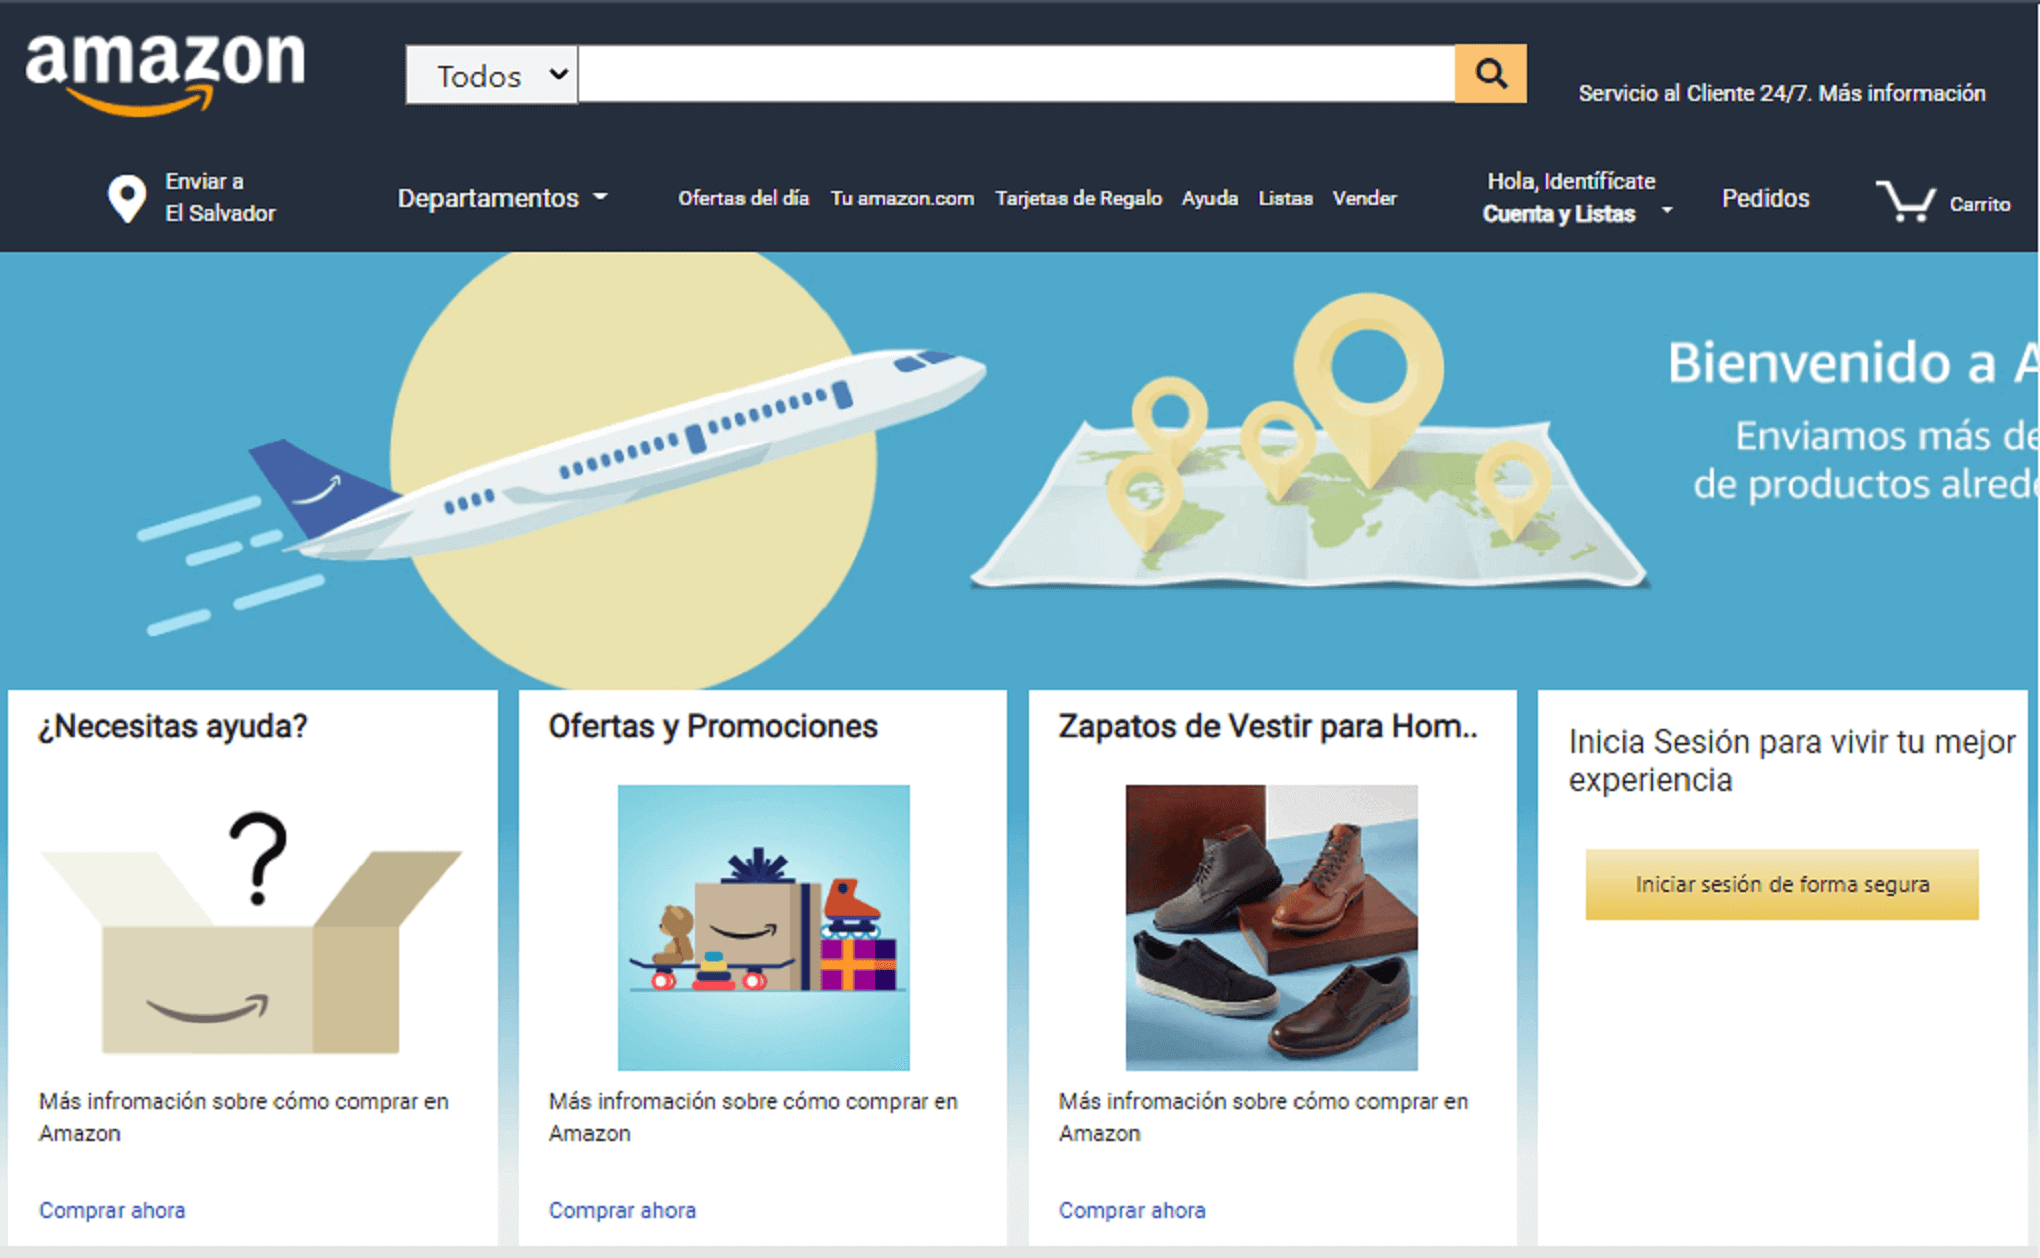 amazon
Todos
Servicio al Cliente 24/7. Más información
Enviar a
El Salvador
Departamentos
Ofertas del día Tu amazon.com Tarjetas de Regalo Ayuda Listas Vender
Hola, Identifícate
Cuenta y Listas
Pedidos
Carrito
Bienvenido a A
Enviamos más de
de productos alrede
¿Necesitas ayuda?
Más infromación sobre cómo comprar en
Amazon
Comprar ahora
Ofertas y Promociones
Más infromación sobre cómo comprar en
Amazon
Comprar ahora
Zapatos de Vestir para Hom..
Más infromación sobre cómo comprar en
Amazon
Comprar ahora
Inicia Sesión para vivir tu mejor
experiencia
Iniciar sesión de forma segura